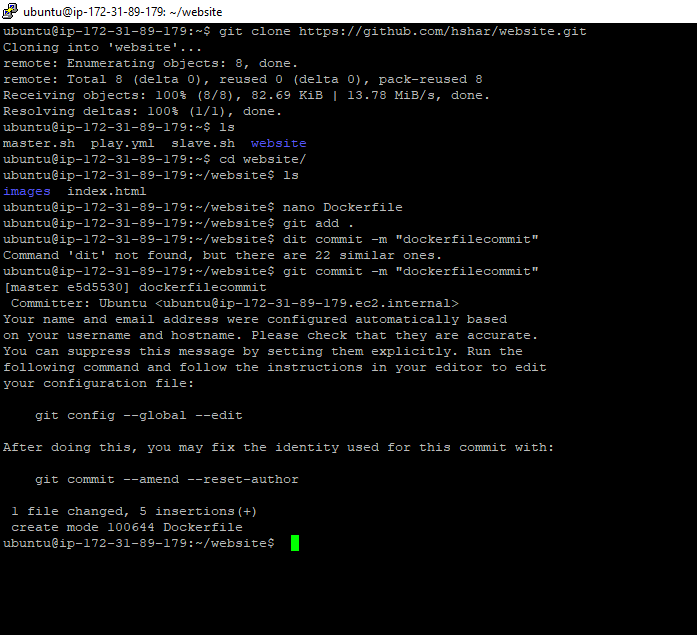 ubuntu@ip-172-31-89-179: ~/website
ubuntu@ip-172-31-89-179:~$ git clone https://github.com/hshar/website.git
Cloning into 'website'...
remote: Enumerating objects: 8, done.
remote: Total 8 (delta 0), reused 0 (delta 0), pack-reused 8
Receiving objects: 100% (8/8), 82.69 KiB | 13.78 MiB/s, done.
Resolving deltas: 100% (1/1), done.
ubuntu@ip-172-31-89-179:~$ ls
master.sh  play.yml  slave.sh  website
ubuntu@ip-172-31-89-179:~$ cd website/
ubuntu@ip-172-31-89-179:~/website$ ls
images  index.html
ubuntu@ip-172-31-89-179:~/website$ nano Dockerfile
ubuntu@ip-172-31-89-179:~/website$ git add .
ubuntu@ip-172-31-89-179:~/website$ dit commit -m "dockerfilecommit"
Command 'dit' not found, but there are 22 similar ones.
ubuntu@ip-172-31-89-179:~/website$ git commit -m "dockerfilecommit"
[master e5d5530] dockerfilecommit
 Committer: Ubuntu <ubuntu@ip-172-31-89-179.ec2.internal>
Your name and email address were configured automatically based
on your username and hostname. Please check that they are accurate.
You can suppress this message by setting them explicitly. Run the
following command and follow the instructions in your editor to edit
your configuration file:
    git config --global --edit
After doing this, you may fix the identity used for this commit with:
    git commit --amend --reset-author
 1 file changed, 5 insertions(+)
 create mode 100644 Dockerfile
ubuntu@ip-172-31-89-179:~/website$